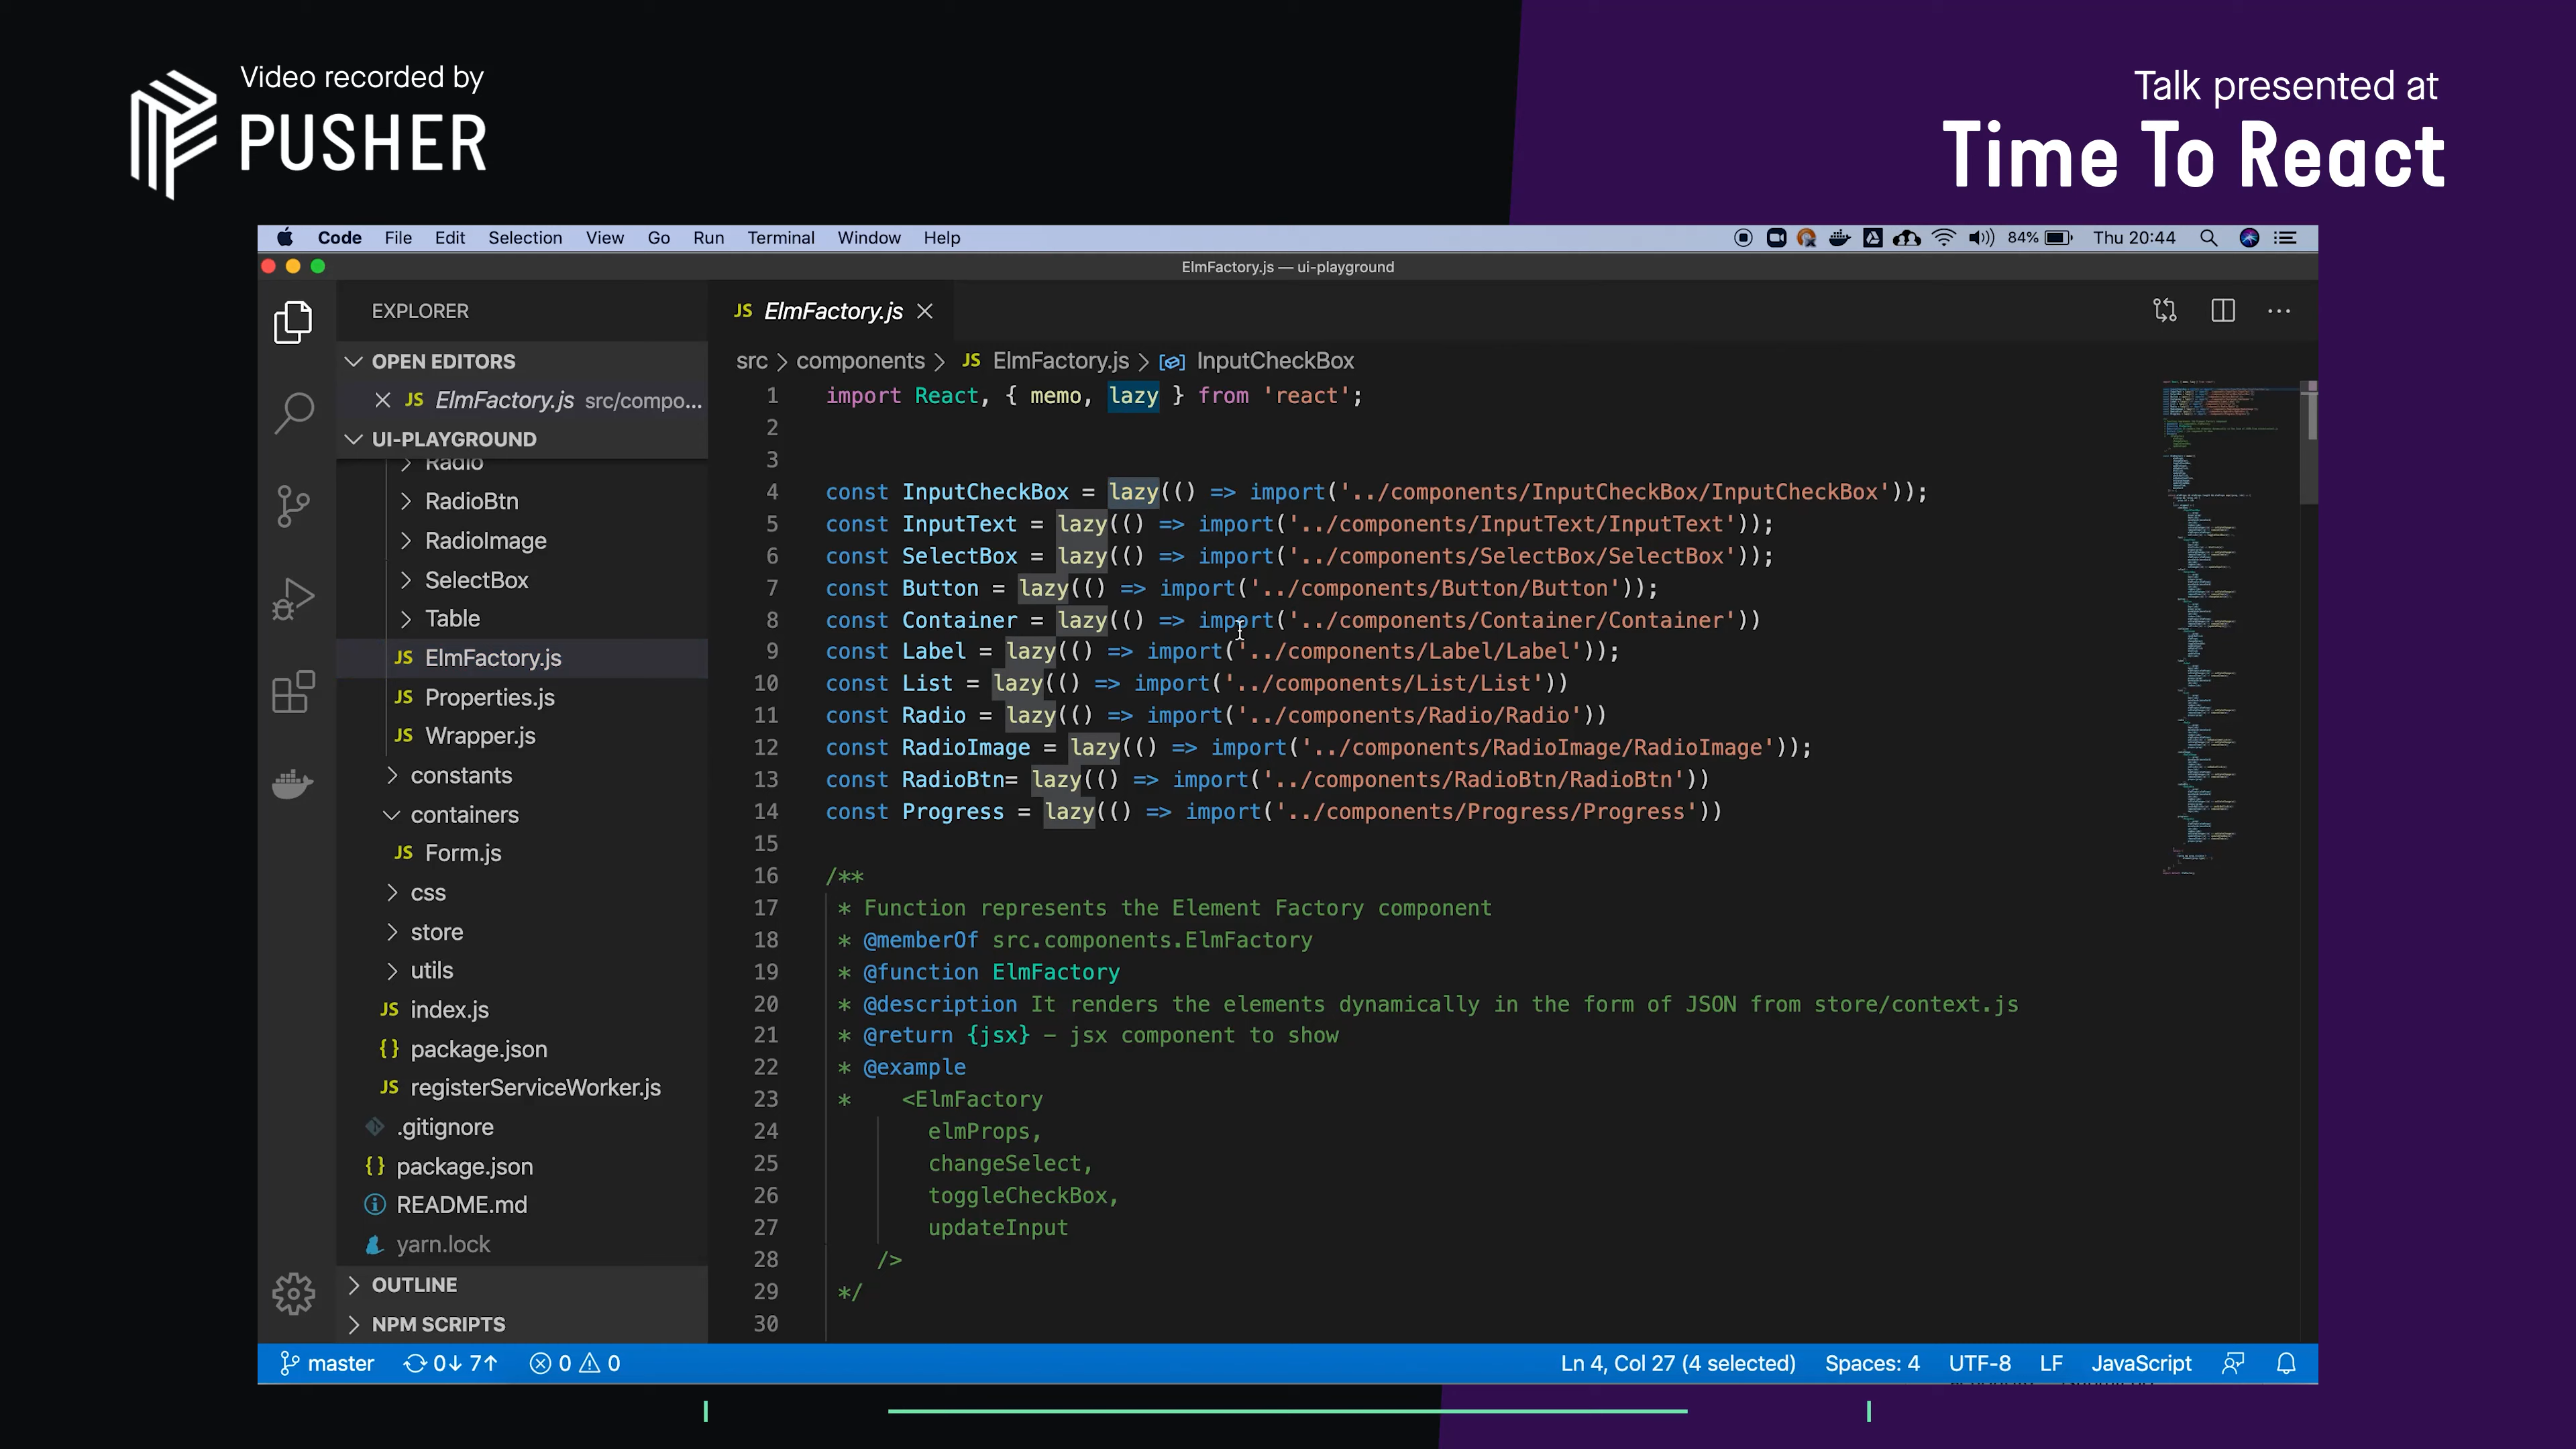 Video recorded by
PUSHER
Talk presented at
Time To React
Code File Edit Selection View Go Run Terminal Window Help
84% Thu 20:44
ElmFactory.js — ui-playground
EXPLORER
OPEN EDITORS
JS ElmFactory.js src/compo...
UI-PLAYGROUND
Radio
RadioBtn
RadioImage
SelectBox
Table
JS ElmFactory.js
JS Properties.js
JS Wrapper.js
constants
containers
JS Form.js
css
store
utils
JS index.js
{} package.json
JS registerServiceWorker.js
.gitignore
{} package.json
README.md
yarn.lock
OUTLINE
NPM SCRIPTS
JS ElmFactory.js
src > components > JS ElmFactory.js > InputCheckBox
1 import React, { memo, lazy } from 'react';
2
3
4 const InputCheckBox = lazy(() => import('../components/InputCheckBox/InputCheckBox'));
5 const InputText = lazy(() => import('../components/InputText/InputText'));
6 const SelectBox = lazy(() => import('../components/SelectBox/SelectBox'));
7 const Button = lazy(() => import('../components/Button/Button'));
8 const Container = lazy(() => import('../components/Container/Container'))
9 const Label = lazy(() => import('../components/Label/Label'));
10 const List = lazy(() => import('../components/List/List'))
11 const Radio = lazy(() => import('../components/Radio/Radio'))
12 const RadioImage = lazy(() => import('../components/RadioImage/RadioImage'));
13 const RadioBtn= lazy(() => import('../components/RadioBtn/RadioBtn'))
14 const Progress = lazy(() => import('../components/Progress/Progress'))
15
16 /**
17 * Function represents the Element Factory component
18 * @memberOf src.components.ElmFactory
19 * @function ElmFactory
20 * @description It renders the elements dynamically in the form of JSON from store/context.js
21 * @return {jsx} – jsx component to show
22 * @example
23 * <ElmFactory
24 elmProps,
25 changeSelect,
26 toggleCheckBox,
27 updateInput
28 />
29 */
30
master 0↓ 7↑ 0 0
Ln 4, Col 27 (4 selected) Spaces: 4 UTF-8 LF JavaScript